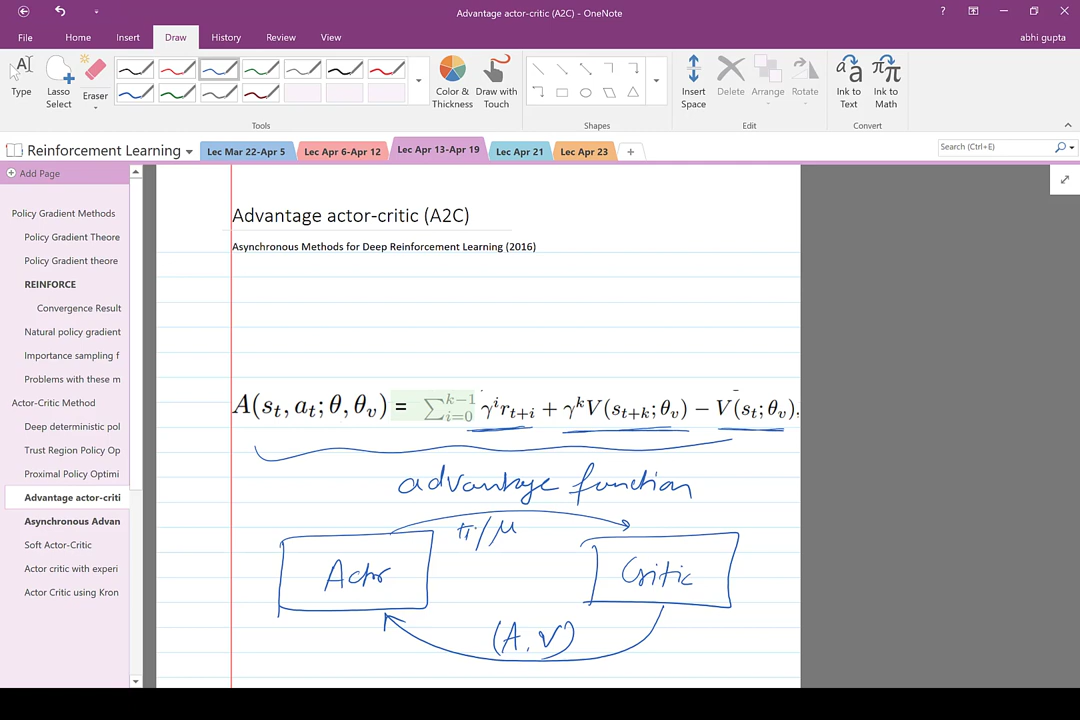 Advantage actor-critic (A2C) - OneNote
?
File Home Insert Draw History Review View abhi gupta
Type Lasso Select Eraser Color & Thickness Draw with Touch Insert Space Delete Arrange Rotate Ink to Text Ink to Math
Tools Shapes Edit Convert
Reinforcement Learning Lec Mar 22-Apr 5 Lec Apr 6-Apr 12 Lec Apr 13-Apr 19 Lec Apr 21 Lec Apr 23 + Search (Ctrl+E)
Add Page
Policy Gradient Methods
Policy Gradient Theore
Policy Gradient theore
REINFORCE
Convergence Result
Natural policy gradient
Importance sampling f
Problems with these m
Actor-Critic Method
Deep deterministic pol
Trust Region Policy Op
Proximal Policy Optimi
Advantage actor-criti
Asynchronous Advan
Soft Actor-Critic
Actor critic with experi
Actor Critic using Kron
Advantage actor-critic (A2C)
Asynchronous Methods for Deep Reinforcement Learning (2016)
A(s_t, a_t; θ, θ_v) = ∑_{i=0}^{k−1} γ^i r_{t+i} + γ^k V(s_{t+k}; θ_v) − V(s_t; θ_v).
advantage function
π/μ
Actor Critic
(A, V)